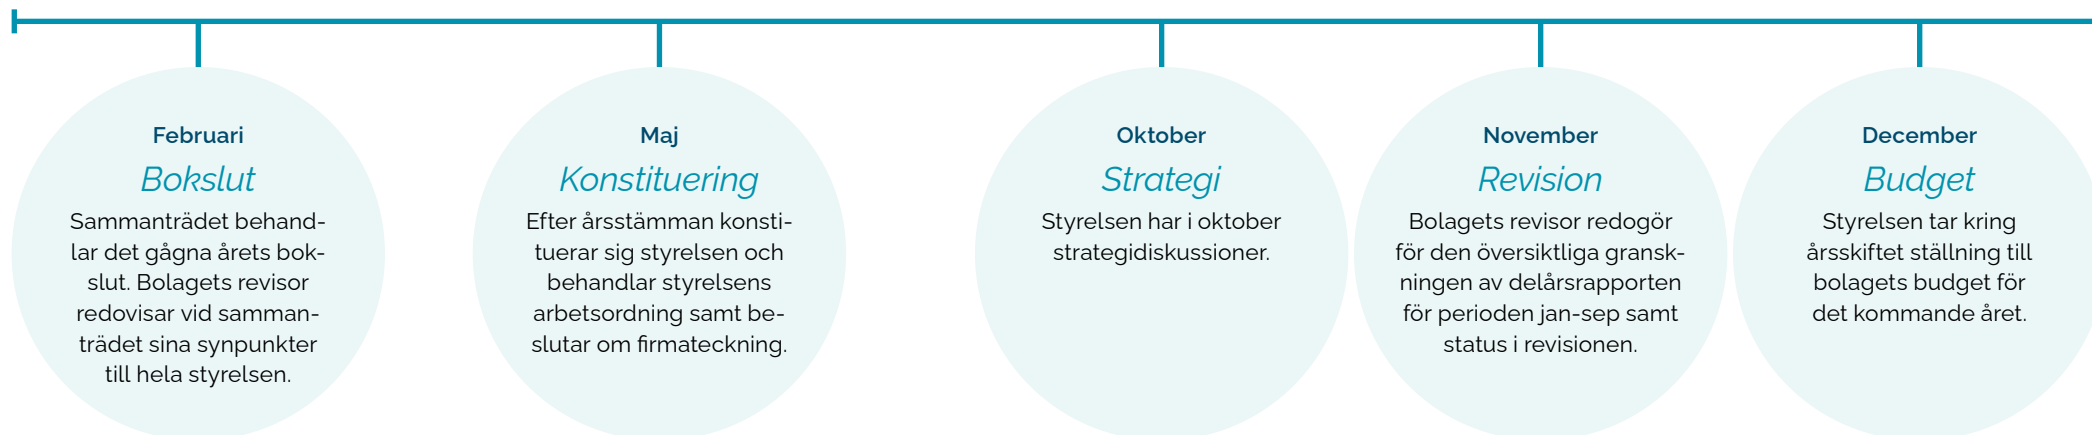 Februari
Bokslut
Sammanträdet behand-
lar det gågna årets bok-
slut. Bolagets revisor
redovisar vid samman-
trädet sina synpunkter
till hela styrelsen.
Maj
Konstituering
Efter årsstämman konsti-
tuerar sig styrelsen och
behandlar styrelsens
arbetsordning samt be-
slutar om firmateckning.
Oktober
Strategi
Styrelsen har i oktober
strategidiskussioner.
November
Revision
Bolagets revisor redogör
för den översiktliga gransk-
ningen av delårsrapporten
för perioden jan-sep samt
status i revisionen.
December
Budget
Styrelsen tar kring
årsskiftet ställning till
bolagets budget för
det kommande året.